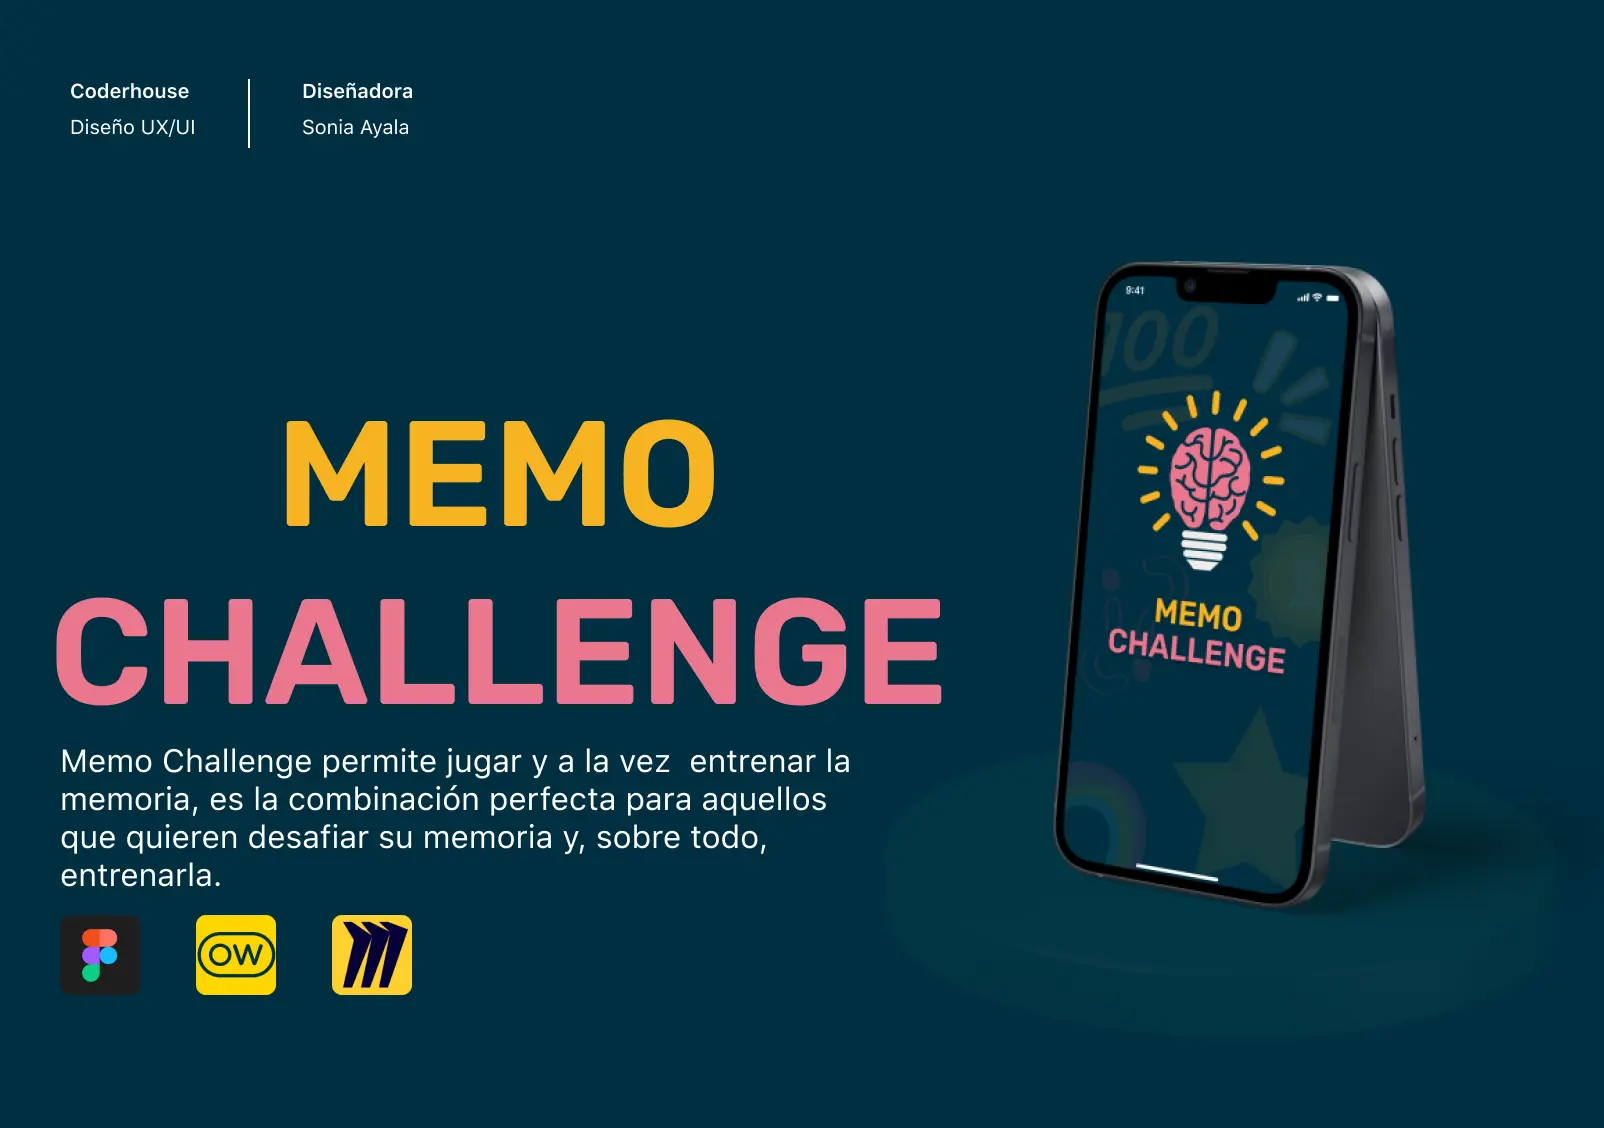 Coderhouse
Diseño UX/UI
Diseñadora
Sonia Ayala
MEMO
CHALLENGE
Memo Challenge permite jugar y a la vez  entrenar la
memoria, es la combinación perfecta para aquellos
que quieren desafiar su memoria y, sobre todo,
entrenarla.
OW
9:41
100
MEMO
CHALLENGE